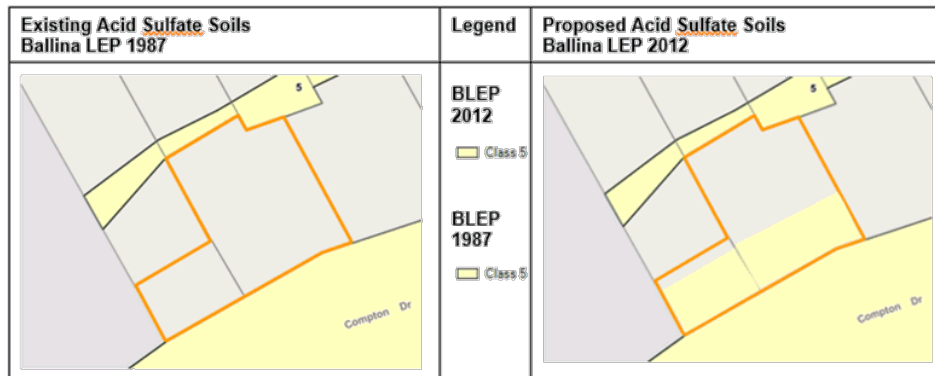 Existing Acid Sulfate Soils
Ballina LEP 1987
Legend
Proposed Acid Sulfate Soils
Ballina LEP 2012
5
Compton Dr
BLEP
2012
Class 5
BLEP
1987
Class 5
5
Compton Dr